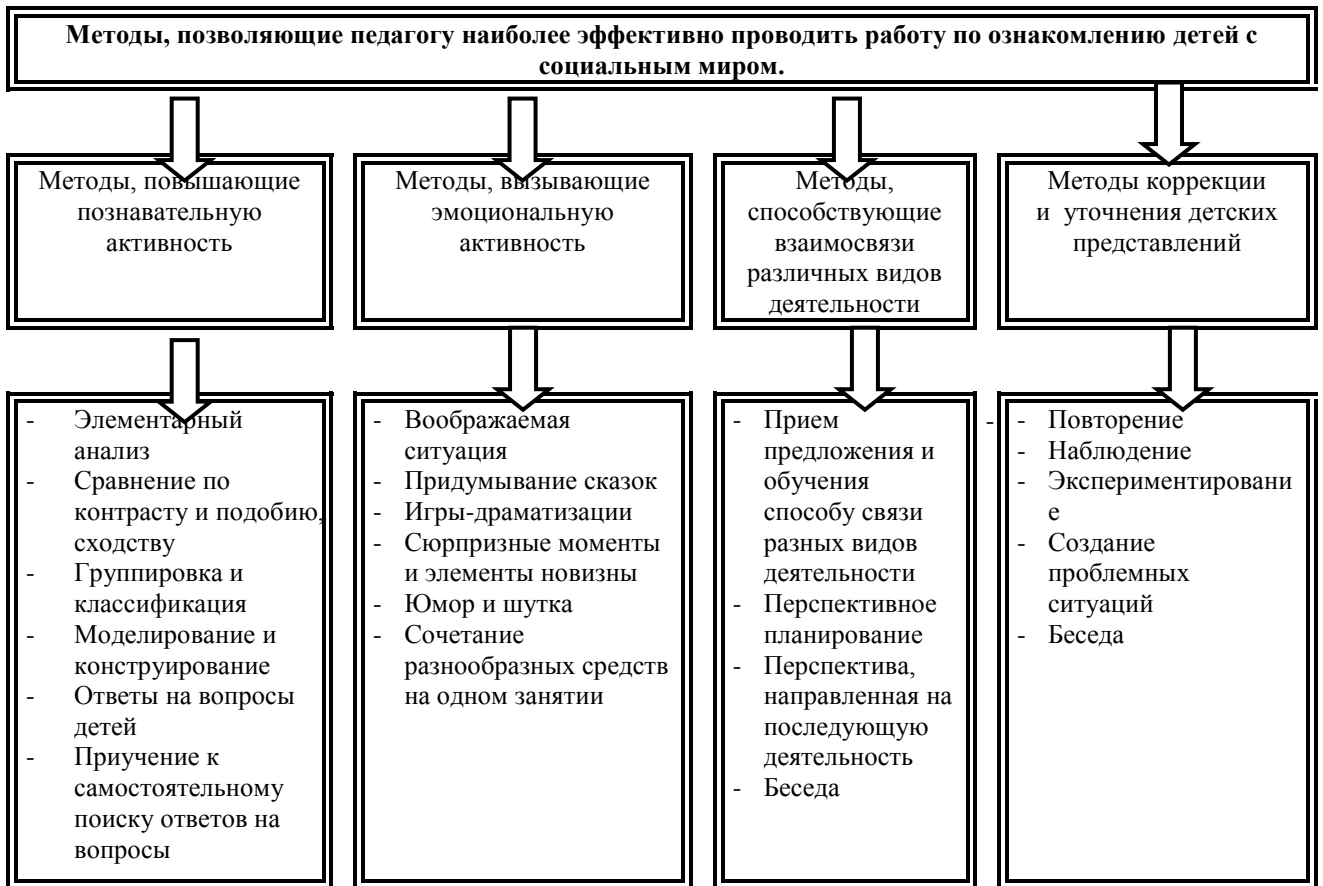 Методы, позволяющие педагогу наиболее эффективно проводить работу по ознакомлению детей с
социальным миром.
Методы, повышающие
познавательную
активность
Методы, вызывающие
эмоциональную
активность
Методы,
способствующие
взаимосвязи
различных видов
деятельности
Методы коррекции
и уточнения детских
представлений
- Элементарный
анализ
- Сравнение по
контрасту и подобию,
сходству
- Группировка и
классификация
- Моделирование и
конструирование
- Ответы на вопросы
детей
- Приучение к
самостоятельному
поиску ответов на
вопросы
- Воображаемая
ситуация
- Придумывание сказок
- Игры-драматизации
- Сюрпризные моменты
и элементы новизны
- Юмор и шутка
- Сочетание
разнообразных средств
на одном занятии
- Прием
предложения и
обучения
способу связи
разных видов
деятельности
- Перспективное
планирование
- Перспектива,
направленная на
последующую
деятельность
- Беседа
- - Повторение
- Наблюдение
- Экспериментировани
е
- Создание
проблемных
ситуаций
- Беседа